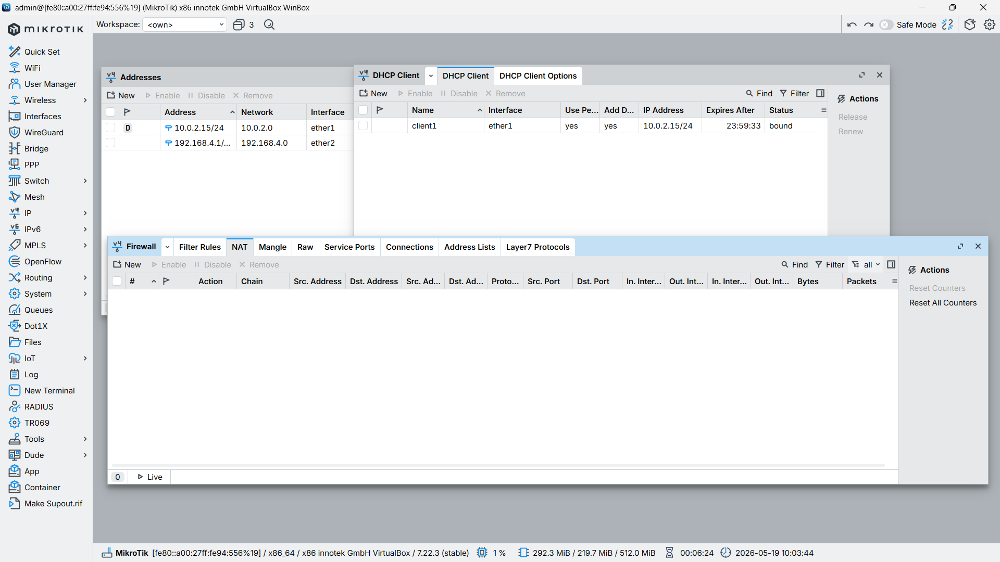 admin@[fe80::a00:27ff:fe94:556%19] (MikroTik) x86 innotek GmbH VirtualBox WinBox
MIKROTIK
Workspace: <own> 3 Safe Mode
Quick Set
WiFi
User Manager
Wireless
Interfaces
WireGuard
Bridge
PPP
Switch
Mesh
IP
IPv6
MPLS
OpenFlow
Routing
System
Queues
Dot1X
Files
IoT
Log
New Terminal
RADIUS
TR069
Tools
Dude
App
Container
Make Supout.rif
Addresses
New Enable Disable Remove
Address Network Interface
D 10.0.2.15/24 10.0.2.0 ether1
192.168.4.1/... 192.168.4.0 ether2
DHCP Client DHCP Client DHCP Client Options
New Enable Disable Remove Find Filter
Name Interface Use Pe... Add D... IP Address Expires After Status
client1 ether1 yes yes 10.0.2.15/24 23:59:33 bound
Actions
Release
Renew
Firewall Filter Rules NAT Mangle Raw Service Ports Connections Address Lists Layer7 Protocols
New Enable Disable Remove Find Filter all
# Action Chain Src. Address Dst. Address Src. Ad... Dst. Ad... Proto... Src. Port Dst. Port In. Inter... Out. Int... In. Inter... Out. Int... Bytes Packets
Actions
Reset Counters
Reset All Counters
0 Live
MikroTik [fe80::a00:27ff:fe94:556%19] / x86_64 / x86 innotek GmbH VirtualBox / 7.22.3 (stable) 1 % 292.3 MiB / 219.7 MiB / 512.0 MiB 00:06:24 2026-05-19 10:03:44